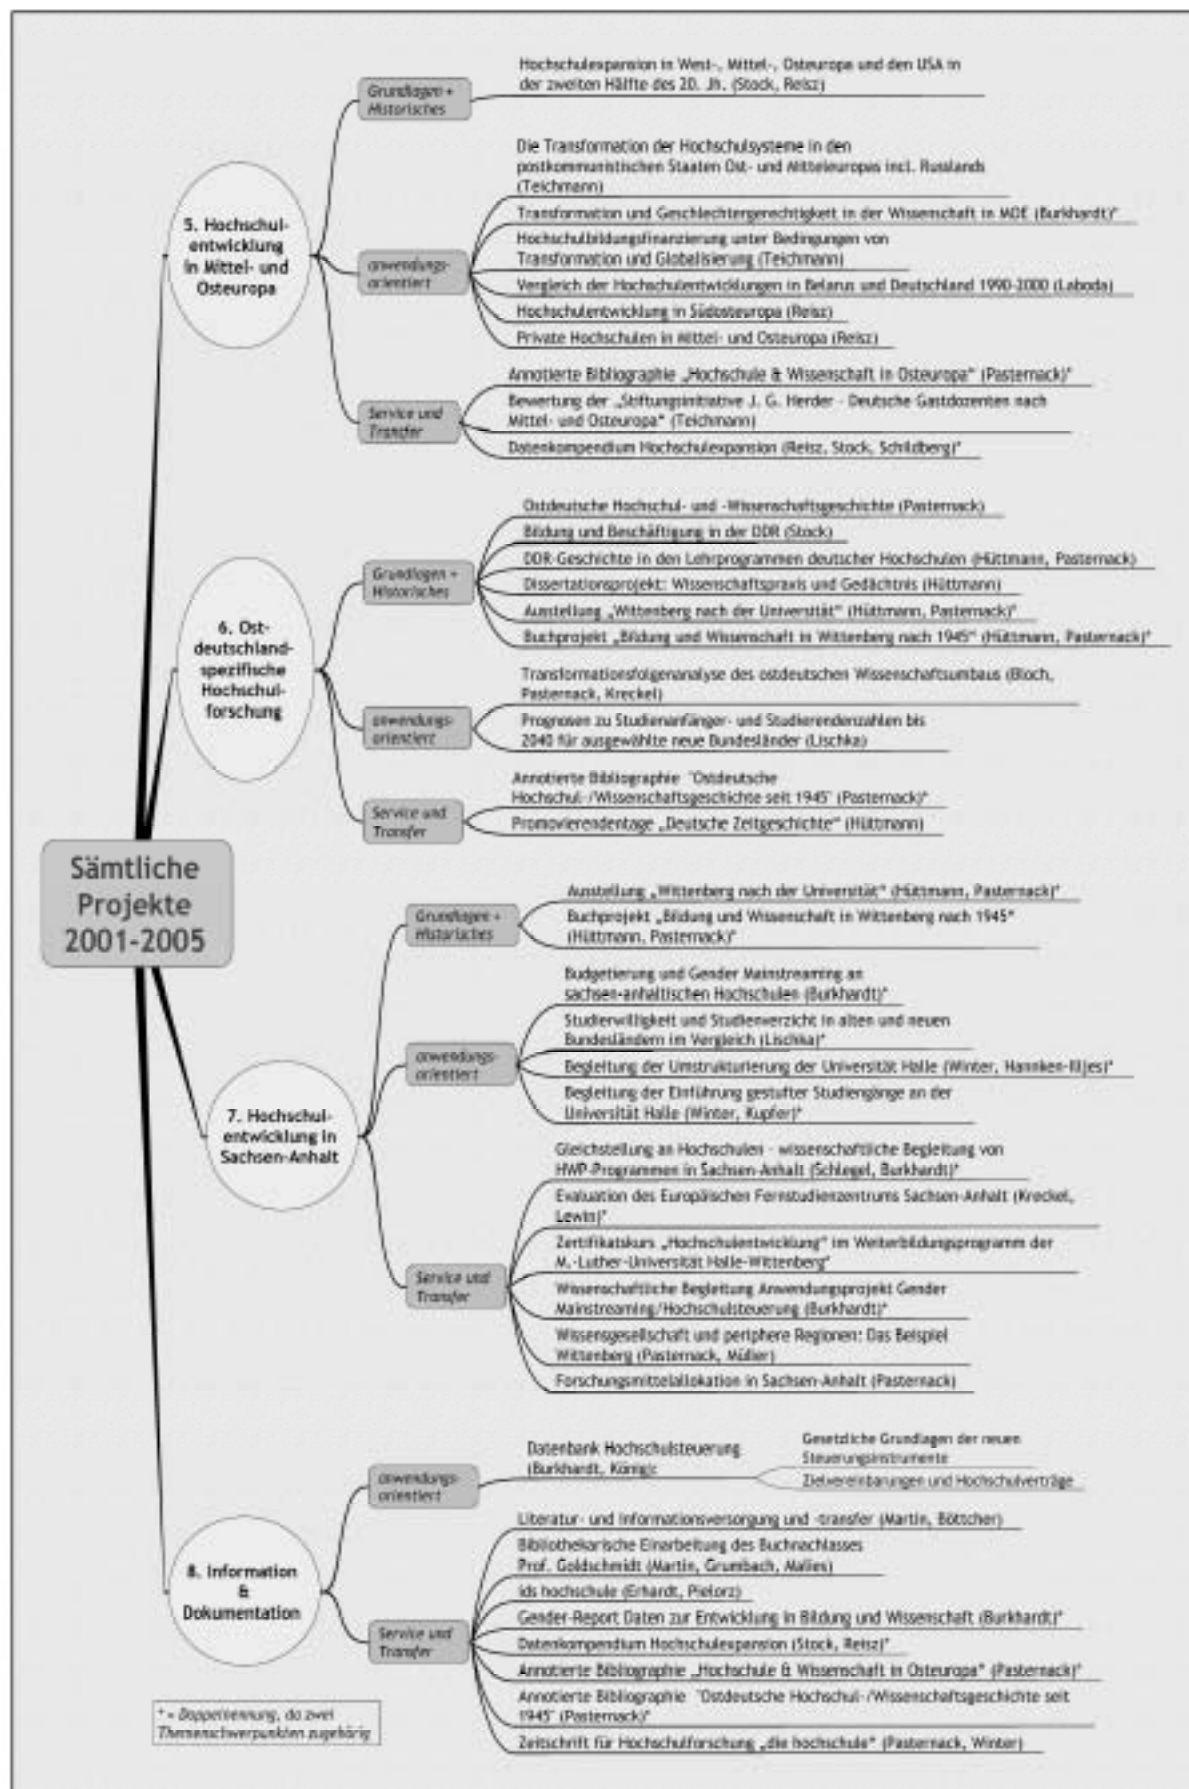 Sämtliche
Projekte
2001-2005
5. Hochschul-
entwicklung
in Mittel- und
Osteuropa
Grundlagen +
Historisches
Hochschulexpansion in West-, Mittel-, Osteuropa und den USA in
der zweiten Hälfte des 20. Jh. (Stock, Reisz)
anwendungs-
orientiert
Die Transformation der Hochschulsysteme in den
postkommunistischen Staaten Ost- und Mitteleuropas incl. Russlands
(Teichmann)
Transformation und Geschlechtergerechtigkeit in der Wissenschaft in MOE (Burkhardt)*
Hochschulbildungsfinanzierung unter Bedingungen von
Transformation und Globalisierung (Teichmann)
Vergleich der Hochschulentwicklungen in Belarus und Deutschland 1990-2000 (Laboda)
Hochschulentwicklung in Südosteuropa (Reisz)
Private Hochschulen in Mittel- und Osteuropa (Reisz)
Service und
Transfer
Annotierte Bibliographie „Hochschule & Wissenschaft in Osteuropa“ (Pasternack)*
Bewertung der „Stiftungsinitiative J. G. Herder - Deutsche Gastdozenten nach
Mittel- und Osteuropa“ (Teichmann)
Datenkompendium Hochschulexpansion (Reisz, Stock, Schildberg)*
6. Ost-
deutschland-
spezifische
Hochschul-
forschung
Grundlagen +
Historisches
Ostdeutsche Hochschul- und -Wissenschaftsgeschichte (Pasternack)
Bildung und Beschäftigung in der DDR (Stock)
DDR-Geschichte in den Lehrprogrammen deutscher Hochschulen (Hüttmann, Pasternack)
Dissertationsprojekt: Wissenschaftspraxis und Gedächtnis (Hüttmann)
Ausstellung „Wittenberg nach der Universität“ (Hüttmann, Pasternack)*
Buchprojekt „Bildung und Wissenschaft in Wittenberg nach 1945“ (Hüttmann, Pasternack)*
anwendungs-
orientiert
Transformationsfolgenanalyse des ostdeutschen Wissenschaftsumbaus (Bloch,
Pasternack, Kreckel)
Prognosen zu Studienanfänger- und Studierendenzahlen bis
2040 für ausgewählte neue Bundesländer (Lischka)
Service und
Transfer
Annotierte Bibliographie "Ostdeutsche
Hochschul-/Wissenschaftsgeschichte seit 1945" (Pasternack)*
Promovierendentage „Deutsche Zeitgeschichte“ (Hüttmann)
7. Hochschul-
entwicklung in
Sachsen-Anhalt
Grundlagen +
Historisches
Ausstellung „Wittenberg nach der Universität“ (Hüttmann, Pasternack)*
Buchprojekt „Bildung und Wissenschaft in Wittenberg nach 1945“
(Hüttmann, Pasternack)*
anwendungs-
orientiert
Budgetierung und Gender Mainstreaming an
sachsen-anhaltischen Hochschulen (Burkhardt)*
Studierwilligkeit und Studienverzicht in alten und neuen
Bundesländern im Vergleich (Lischka)*
Begleitung der Umstrukturierung der Universität Halle (Winter, Hannken-Illjes)*
Begleitung der Einführung gestufter Studiengänge an der
Universität Halle (Winter, Kupfer)*
Service und
Transfer
Gleichstellung an Hochschulen - wissenschaftliche Begleitung von
HWP-Programmen in Sachsen-Anhalt (Schlegel, Burkhardt)*
Evaluation des Europäischen Fernstudienzentrums Sachsen-Anhalt (Kreckel,
Lewin)*
Zertifikatskurs „Hochschulentwicklung“ im Weiterbildungsprogramm der
M.-Luther-Universität Halle-Wittenberg*
Wissenschaftliche Begleitung Anwendungsprojekt Gender
Mainstreaming/Hochschulsteuerung (Burkhardt)*
Wissensgesellschaft und periphere Regionen: Das Beispiel
Wittenberg (Pasternack, Müller)
Forschungsmittelallokation in Sachsen-Anhalt (Pasternack)
8. Information
&
Dokumentation
anwendungs-
orientiert
Datenbank Hochschulsteuerung
(Burkhardt, König):
Gesetzliche Grundlagen der neuen
Steuerungsinstrumente
Zielvereinbarungen und Hochschulverträge
Service und
Transfer
Literatur- und Informationsversorgung und -transfer (Martin, Böttcher)
Bibliothekarische Einarbeitung des Buchnachlasses
Prof. Goldschmidt (Martin, Grumbach, Malies)
ids hochschule (Erhardt, Pielorz)
Gender-Report Daten zur Entwicklung in Bildung und Wissenschaft (Burkhardt)*
Datenkompendium Hochschulexpansion (Stock, Reisz)*
Annotierte Bibliographie „Hochschule & Wissenschaft in Osteuropa“ (Pasternack)*
Annotierte Bibliographie "Ostdeutsche Hochschul-/Wissenschaftsgeschichte seit
1945" (Pasternack)*
Zeitschrift für Hochschulforschung „die hochschule“ (Pasternack, Winter)
* = Doppelnennung, da zwei
Themenschwerpunkten zugehörig